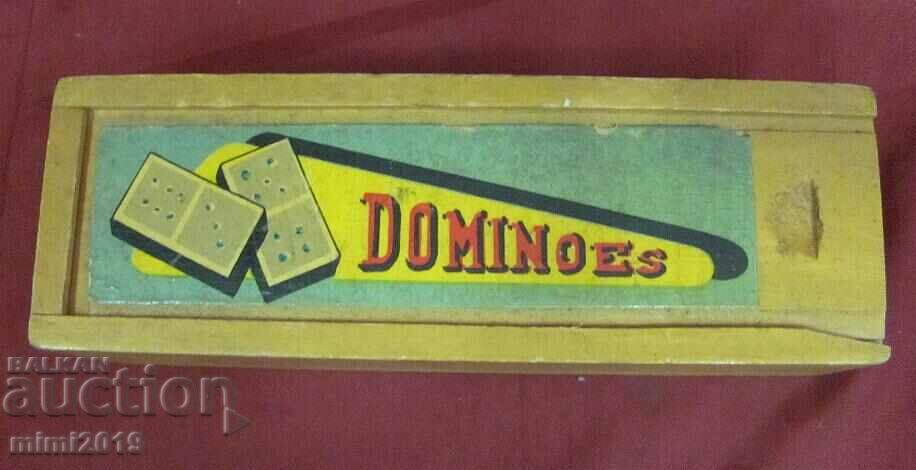 DOMINOES
BALKAN
auction
mimi2019